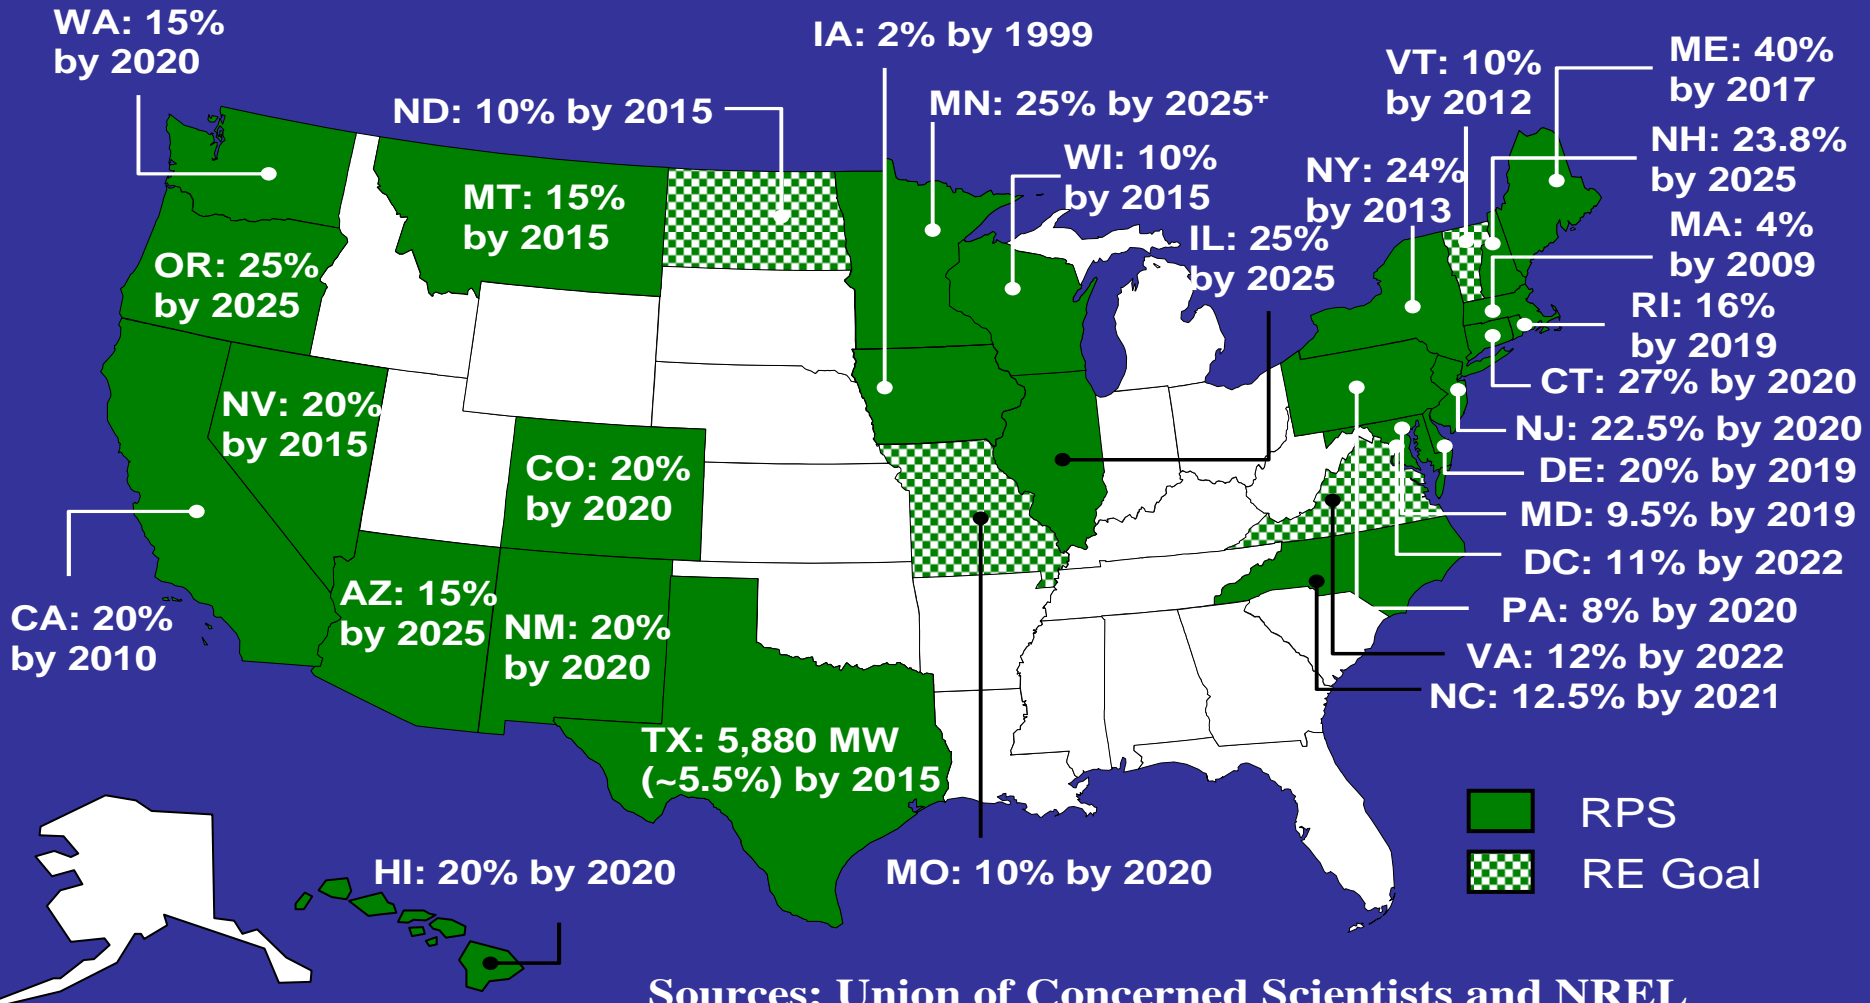 WA: 15%
by 2020
IA: 2% by 1999
ND: 10% by 2015
MN: 25% by 2025+
VT: 10%
by 2012
ME: 40%
by 2017
NH: 23.8%
by 2025
MT: 15%
by 2015
WI: 10%
by 2015
NY: 24%
by 2013
MA: 4%
by 2009
OR: 25%
by 2025
IL: 25%
by 2025
RI: 16%
by 2019
CT: 27% by 2020
NV: 20%
by 2015
NJ: 22.5% by 2020
CO: 20%
by 2020
DE: 20% by 2019
MD: 9.5% by 2019
DC: 11% by 2022
CA: 20%
by 2010
AZ: 15%
by 2025
NM: 20%
by 2020
PA: 8% by 2020
VA: 12% by 2022
NC: 12.5% by 2021
TX: 5,880 MW
(~5.5%) by 2015
HI: 20% by 2020
MO: 10% by 2020
RPS
RE Goal
Sources: Union of Concerned Scientists and NREL